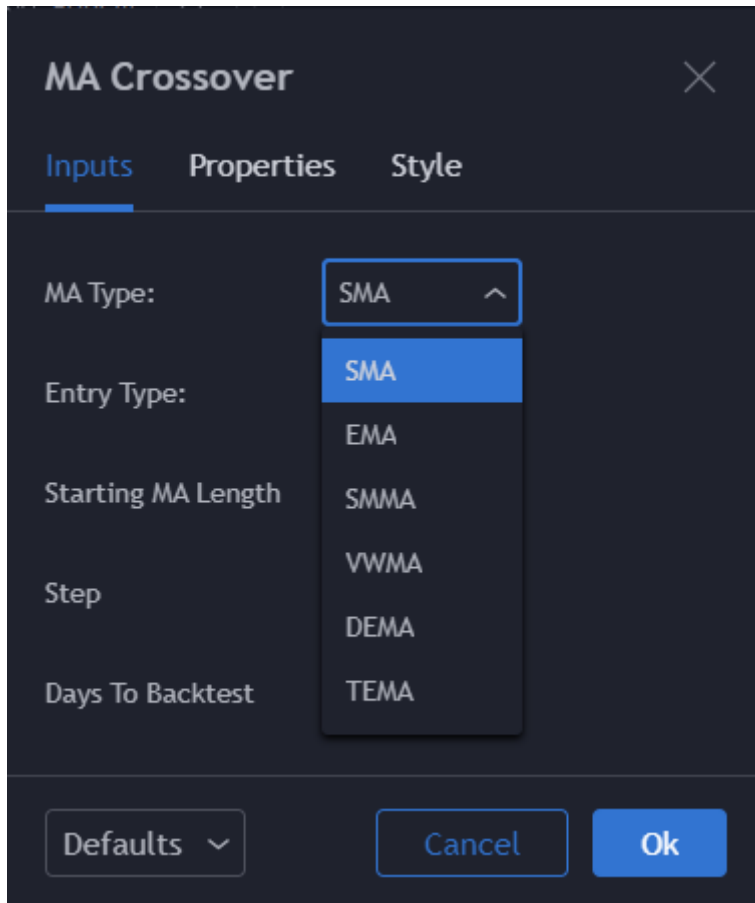 MA Crossover
Inputs Properties Style
MA Type: SMA
SMA
Entry Type:
EMA
Starting MA Length
SMMA
VWMA
Step
DEMA
Days To Backtest
TEMA
Defaults Cancel Ok